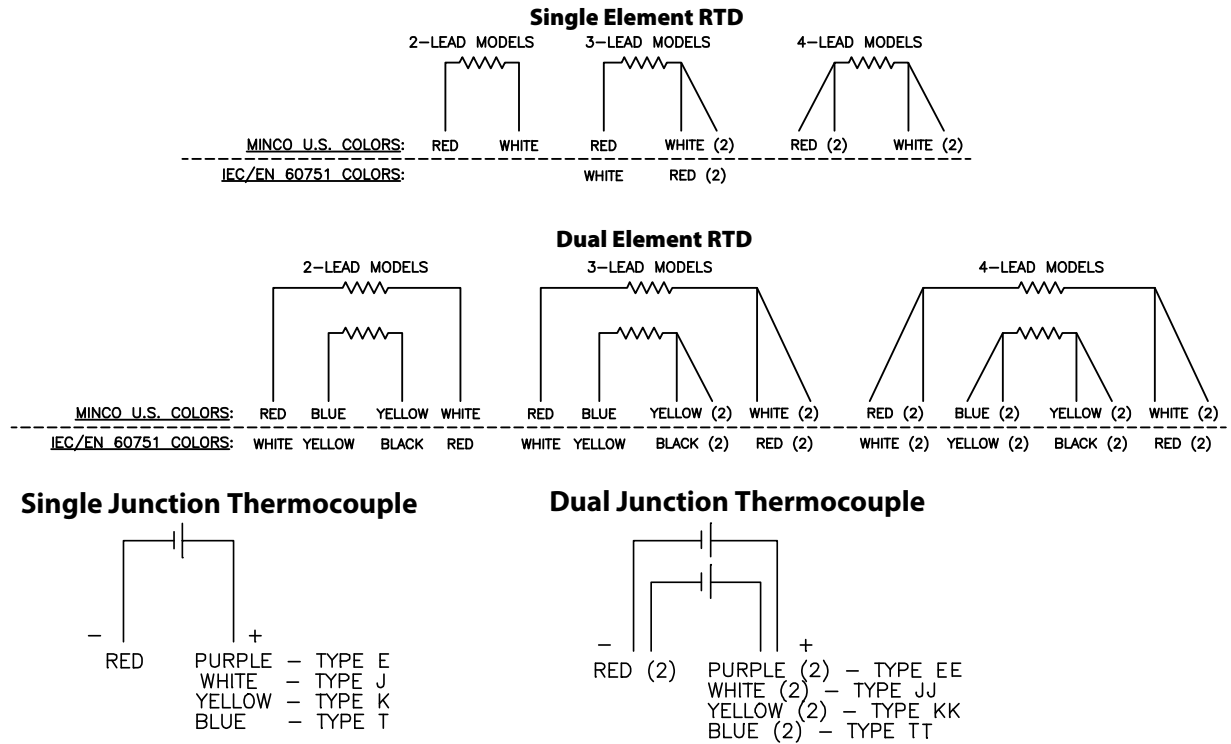 Single Element RTD
2-LEAD MODELS 3-LEAD MODELS 4-LEAD MODELS
MINCO U.S. COLORS: RED WHITE RED WHITE (2) RED (2) WHITE (2)
IEC/EN 60751 COLORS: WHITE RED (2)
Dual Element RTD
2-LEAD MODELS 3-LEAD MODELS 4-LEAD MODELS
MINCO U.S. COLORS: RED BLUE YELLOW WHITE RED BLUE YELLOW (2) WHITE (2) RED (2) BLUE (2) YELLOW (2) WHITE (2)
IEC/EN 60751 COLORS: WHITE YELLOW BLACK RED WHITE YELLOW BLACK (2) RED (2) WHITE (2) YELLOW (2) BLACK (2) RED (2)
Single Junction Thermocouple
- +
RED PURPLE - TYPE E
WHITE - TYPE J
YELLOW - TYPE K
BLUE - TYPE T
Dual Junction Thermocouple
- +
RED (2) PURPLE (2) - TYPE EE
WHITE (2) - TYPE JJ
YELLOW (2) - TYPE KK
BLUE (2) - TYPE TT